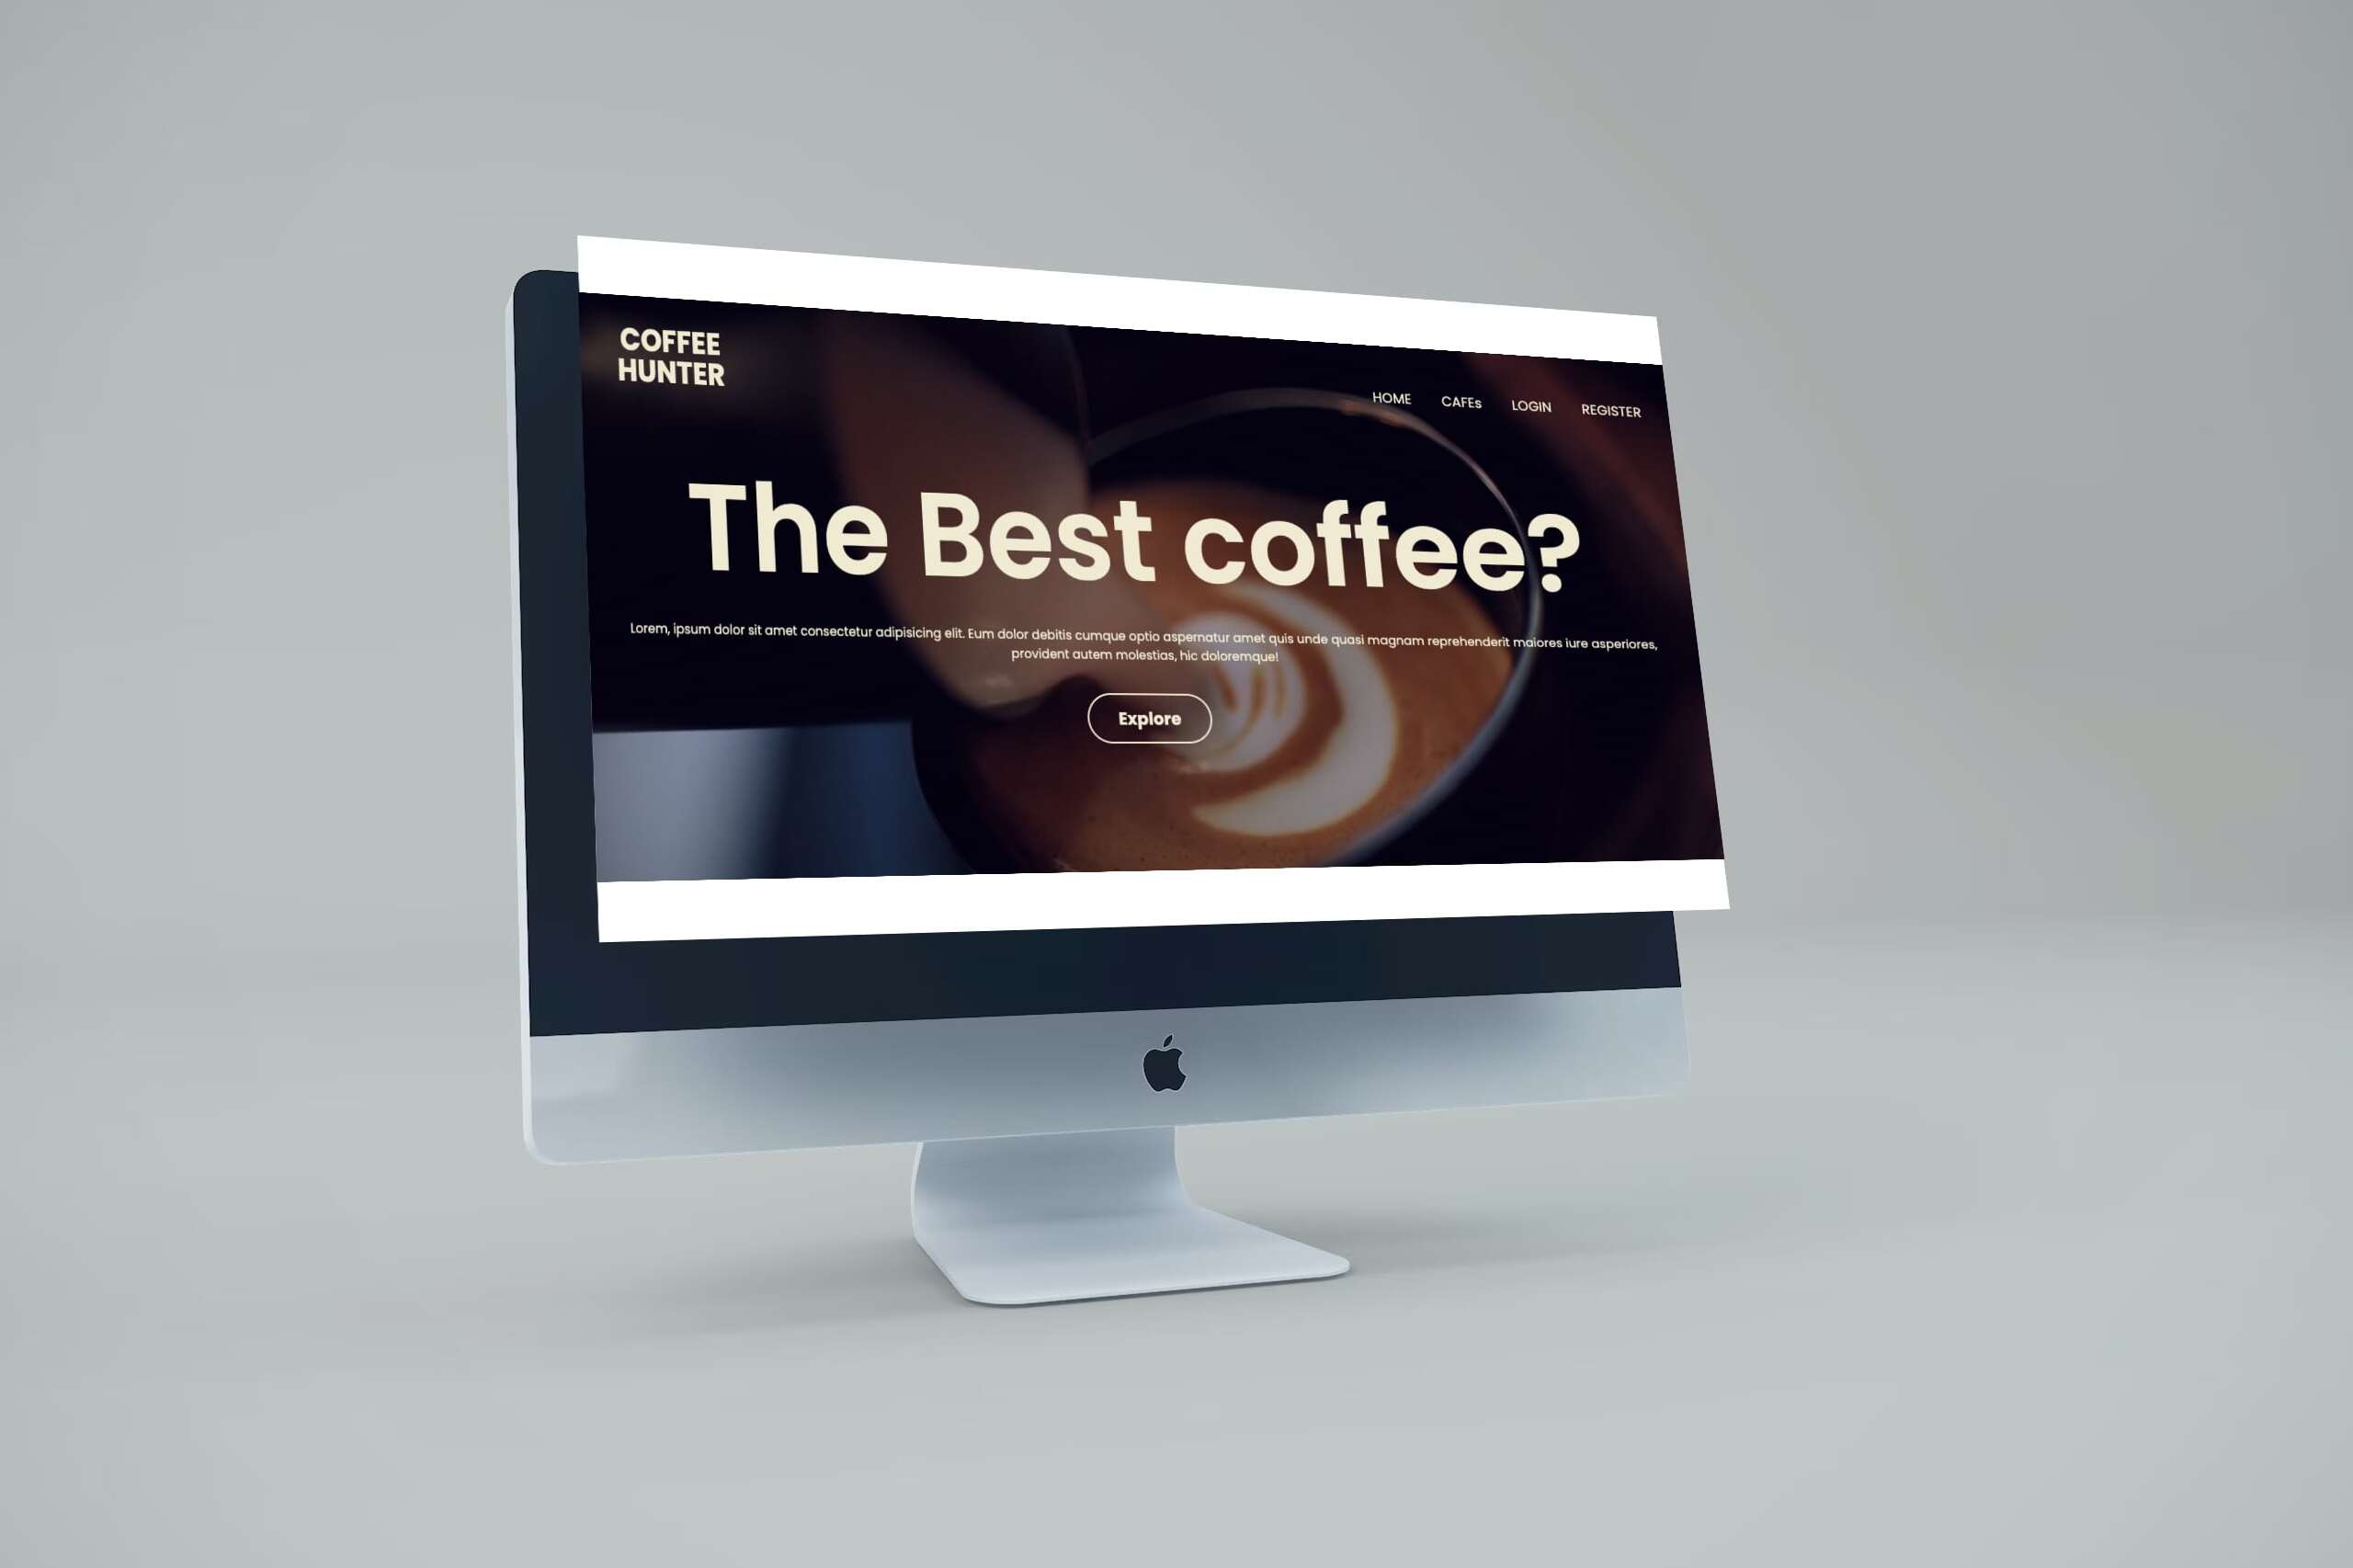 COFFEE
HUNTER
HOME CAFEs LOGIN REGISTER
The Best coffee?
Lorem, ipsum dolor sit amet consectetur adipisicing elit. Eum dolor debitis cumque optio aspernatur amet quis unde quasi magnam reprehenderit maiores iure asperiores,
provident autem molestias, hic doloremque!
Explore